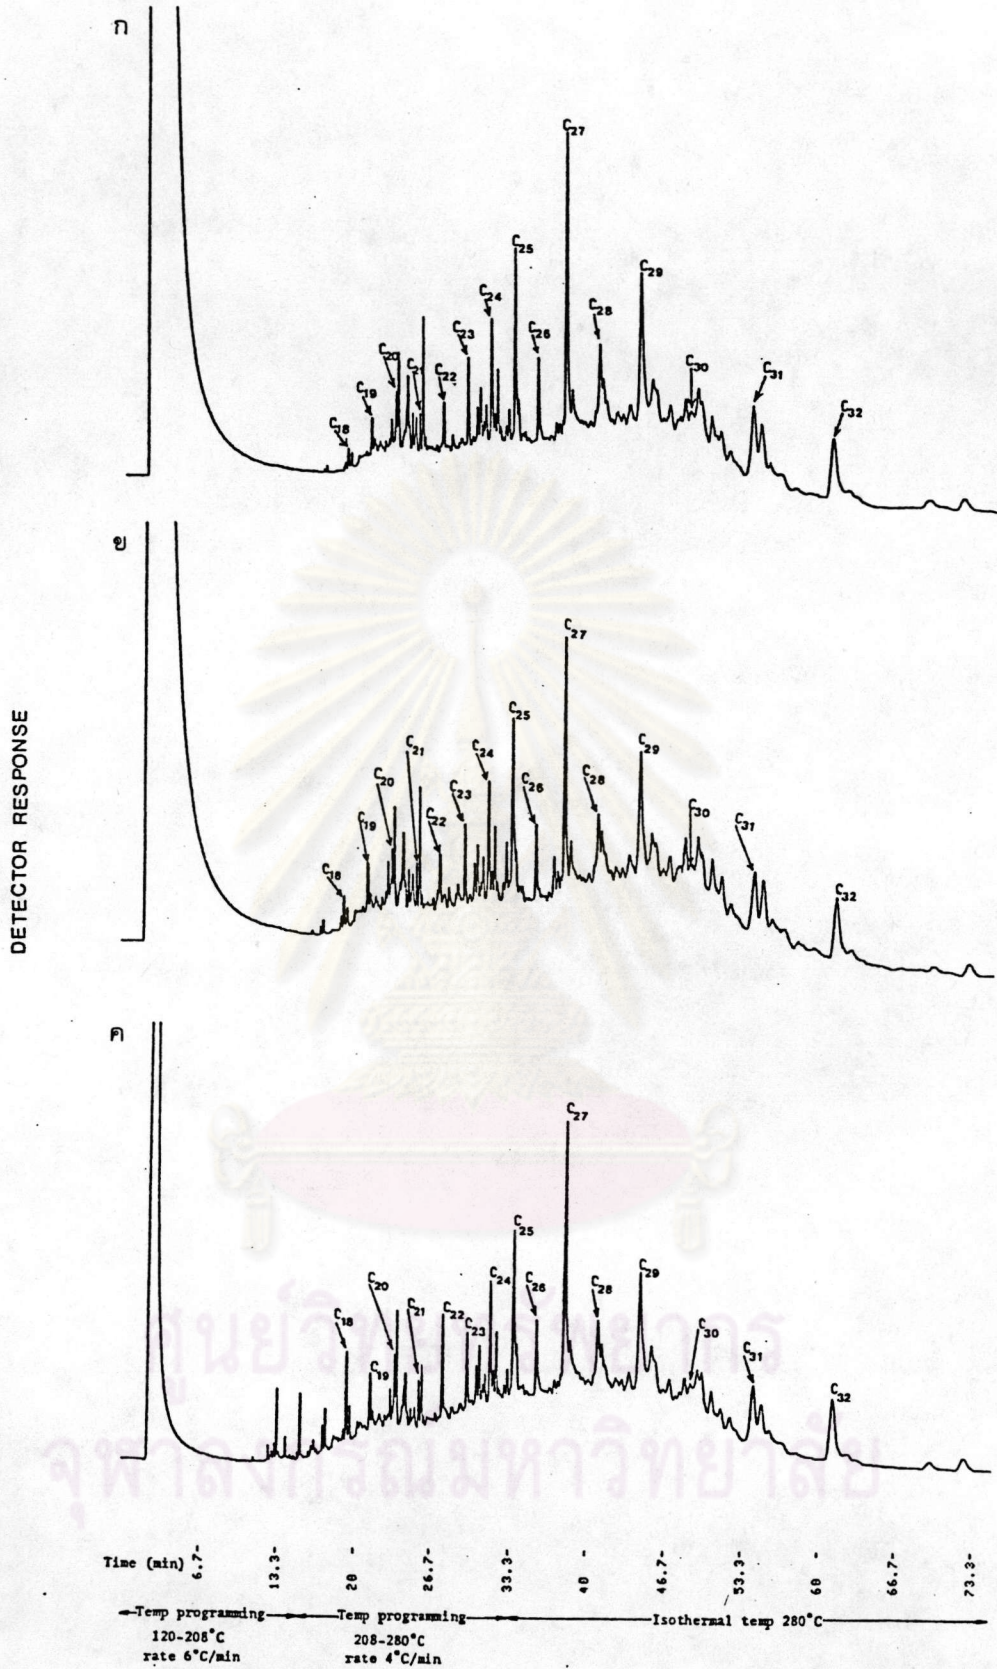 ก
C18
C19
C20
C21
C22
C23
C24
C25
C26
C27
C28
C29
C30
C31
C32
ข
C18
C19
C20
C21
C22
C23
C24
C25
C26
C27
C28
C29
C30
C31
C32
DETECTOR RESPONSE
ค
C18
C19
C20
C21
C22
C23
C24
C25
C26
C27
C28
C29
C30
C31
C32
ศูนย์วิทยทรัพยากร
จุฬาลงกรณ์มหาวิทยาลัย
Time (min) 6.7- 13.3- 20 - 26.7- 33.3- 40 - 46.7- 53.3- 60 - 66.7- 73.3-
Temp programming Temp programming Isothermal temp 280°C
120-208°C 208-280°C
rate 6°C/min rate 4°C/min